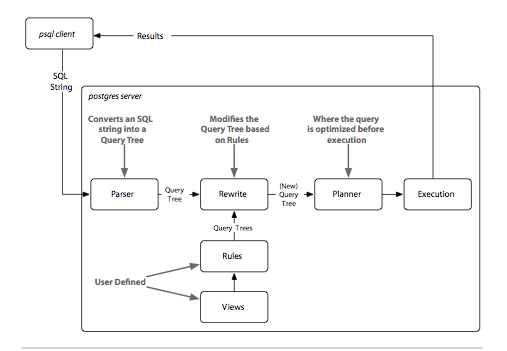 psql client
Results
SQL
String
postgres server
Converts an SQL
string into a
Query Tree
Modifies the
Query Tree based
on Rules
Where the query
is optimized before
execution
Parser
Query
Tree
Rewrite
(New)
Query
Tree
Planner
Execution
Query Trees
Rules
User Defined
Views